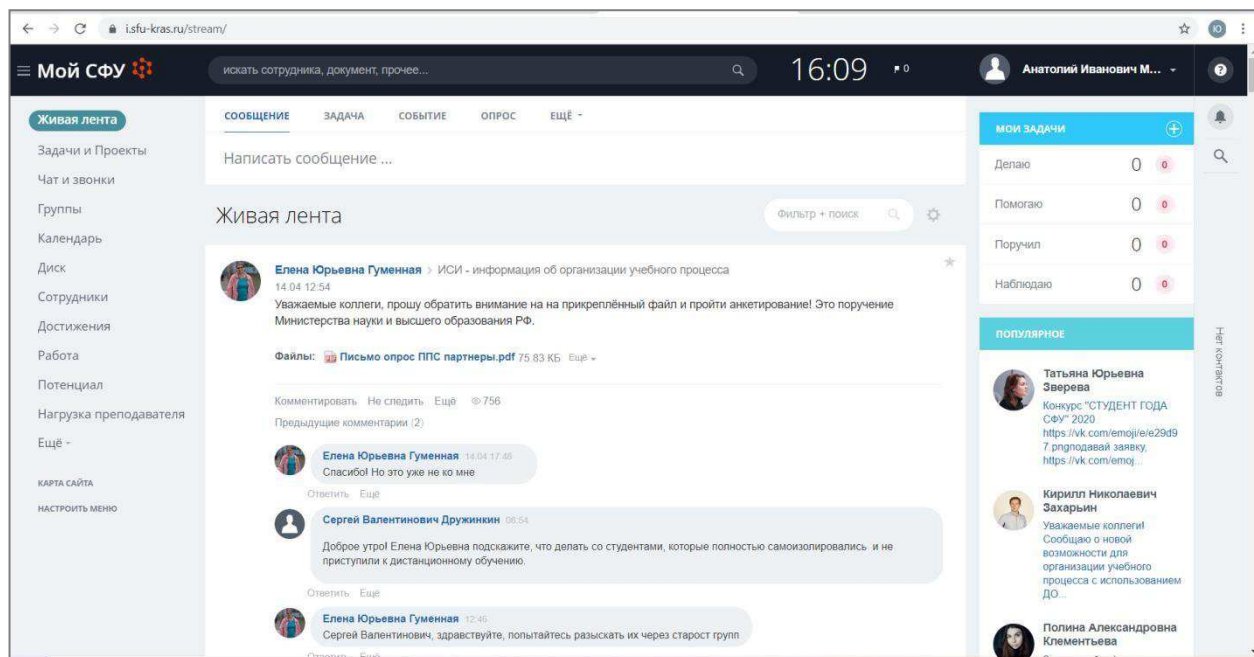 i.sfu-kras.ru/stream/
Ю
Мой СФУ
искать сотрудника, документ, прочее...
16:09
0
Анатолий Иванович М...
?
Живая лента
Задачи и Проекты
Чат и звонки
Группы
Календарь
Диск
Сотрудники
Достижения
Работа
Потенциал
Нагрузка преподавателя
Ещё
КАРТА САЙТА
НАСТРОИТЬ МЕНЮ
СООБЩЕНИЕ ЗАДАЧА СОБЫТИЕ ОПРОС ЕЩЁ
Написать сообщение ...
Живая лента
Фильтр + поиск
Елена Юрьевна Гуменная > ИСИ - информация об организации учебного процесса
14.04 12:54
Уважаемые коллеги, прошу обратить внимание на на прикреплённый файл и пройти анкетирование! Это поручение
Министерства науки и высшего образования РФ.
Файлы: Письмо опрос ППС партнеры.pdf 75.83 КБ Ещё
Комментировать Не следить Ещё 756
Предыдущие комментарии (2)
Елена Юрьевна Гуменная 14.04 17:48
Спасибо! Но это уже не ко мне
Ответить Ещё
Сергей Валентинович Дружинкин 08:54
Доброе утро! Елена Юрьевна подскажите, что делать со студентами, которые полностью самоизолировались и не
приступили к дистанционному обучению.
Ответить Ещё
Елена Юрьевна Гуменная 12:46
Сергей Валентинович, здравствуйте, попытайтесь разыскать их через старост групп
Ответить Ещё
МОИ ЗАДАЧИ
Делаю 0 0
Помогаю 0 0
Поручил 0 0
Наблюдаю 0 0
ПОПУЛЯРНОЕ
Татьяна Юрьевна
Зверева
Конкурс "СТУДЕНТ ГОДА
СФУ" 2020
https://vk.com/emoji/e/e29d9
7.pngподавай заявку,
https://vk.com/emoj...
Кирилл Николаевич
Захарьин
Уважаемые коллеги!
Сообщаю о новой
возможности для
организации учебного
процесса с использованием
ДО...
Полина Александровна
Клементьева
Нет контактов